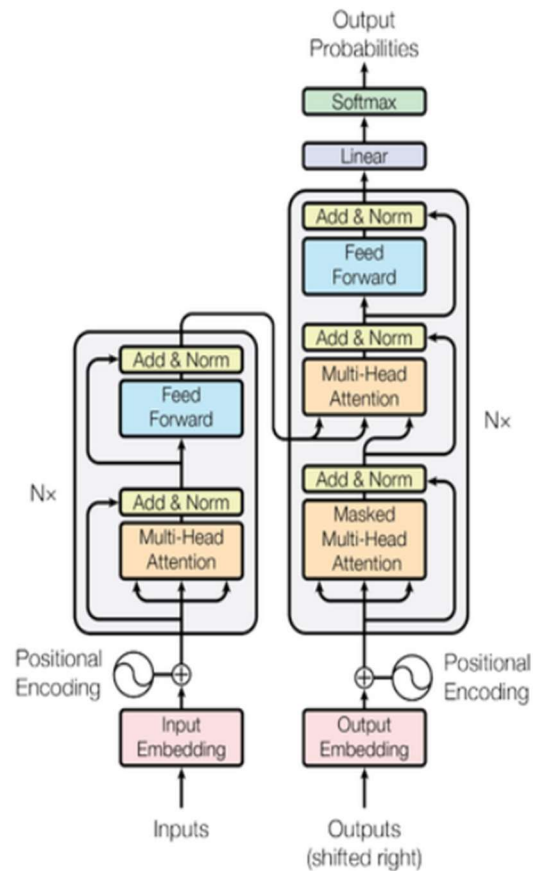 Output
Probabilities
Softmax
Linear
Add & Norm
Feed
Forward
Add & Norm
Multi-Head
Attention
Nx
Add & Norm
Masked
Multi-Head
Attention
Add & Norm
Feed
Forward
Nx
Add & Norm
Multi-Head
Attention
Positional
Encoding
Positional
Encoding
Input
Embedding
Output
Embedding
Inputs
Outputs
(shifted right)